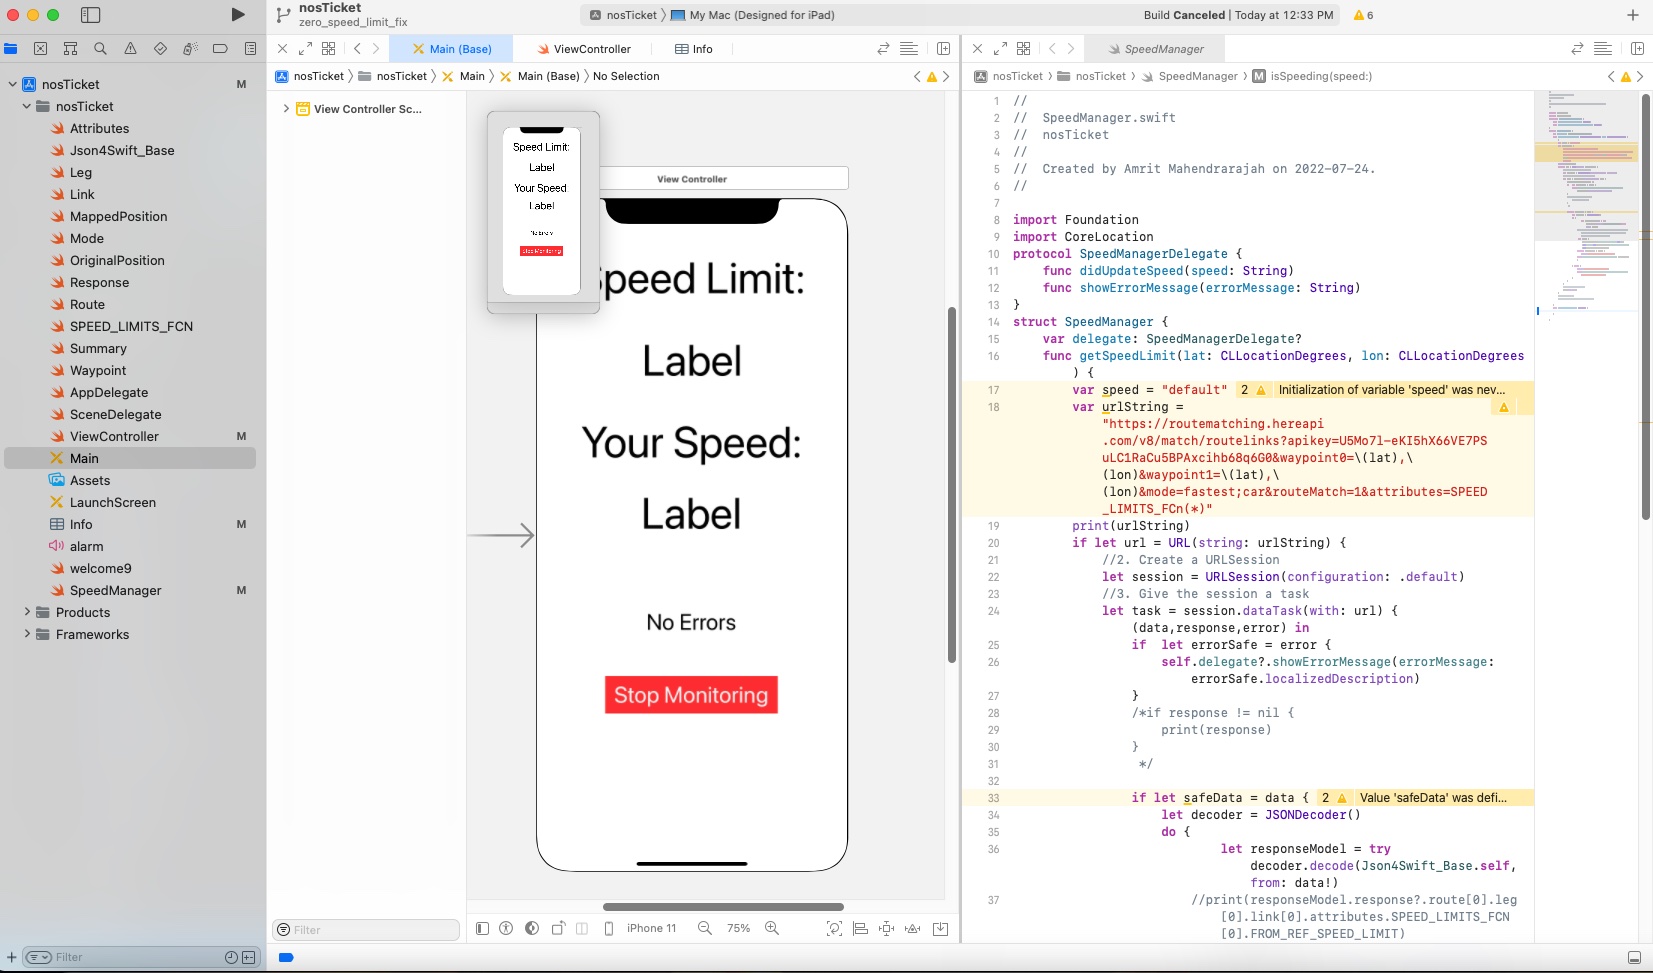 nosTicket
zero_speed_limit_fix
nosTicket
My Mac (Designed for iPad)
Build Canceled | Today at 12:33 PM
6
Main (Base)
ViewController
Info
SpeedManager
nosTicket
nosTicket
Main
Main (Base)
No Selection
nosTicket
nosTicket
SpeedManager
M
isSpeeding(speed:)
nosTicket
M
nosTicket
Attributes
Json4Swift_Base
Leg
Link
MappedPosition
Mode
OriginalPosition
Response
Route
SPEED_LIMITS_FCN
Summary
Waypoint
AppDelegate
SceneDelegate
ViewController
M
Main
Assets
LaunchScreen
Info
M
alarm
welcome9
SpeedManager
M
Products
Frameworks
Filter
View Controller Sc...
Filter
Speed Limit:
Label
Your Speed:
Label
No Errors
Stop Monitoring
View Controller
Speed Limit:
Label
Your Speed:
Label
No Errors
Stop Monitoring
iPhone 11
75%
1 //
2 //  SpeedManager.swift
3 //  nosTicket
4 //
5 //  Created by Amrit Mahendrarajah on 2022-07-24.
6 //
7
8 import Foundation
9 import CoreLocation
10 protocol SpeedManagerDelegate {
11 func didUpdateSpeed(speed: String)
12 func showErrorMessage(errorMessage: String)
13 }
14 struct SpeedManager {
15 var delegate: SpeedManagerDelegate?
16 func getSpeedLimit(lat: CLLocationDegrees, lon: CLLocationDegrees
) {
17 var speed = "default" 2 Initialization of variable 'speed' was nev...
18 var urlString =
"https://routematching.hereapi
.com/v8/match/routelinks?apikey=U5Mo7l-eKI5hX66VE7PS
uLC1RaCu5BPAxcihb68q6G0&waypoint0=\(lat),\
(lon)&waypoint1=\(lat),\
(lon)&mode=fastest;car&routeMatch=1&attributes=SPEED
_LIMITS_FCn(*)"
19 print(urlString)
20 if let url = URL(string: urlString) {
21 //2. Create a URLSession
22 let session = URLSession(configuration: .default)
23 //3. Give the session a task
24 let task = session.dataTask(with: url) {
(data,response,error) in
25 if  let errorSafe = error {
26 self.delegate?.showErrorMessage(errorMessage:
errorSafe.localizedDescription)
27 }
28 /*if response != nil {
29 print(response)
30 }
31 */
32
33 if let safeData = data { 2 Value 'safeData' was defi...
34 let decoder = JSONDecoder()
35 do {
36 let responseModel = try
decoder.decode(Json4Swift_Base.self,
from: data!)
37 //print(responseModel.response?.route[0].leg
[0].link[0].attributes.SPEED_LIMITS_FCN
[0].FROM_REF_SPEED_LIMIT)